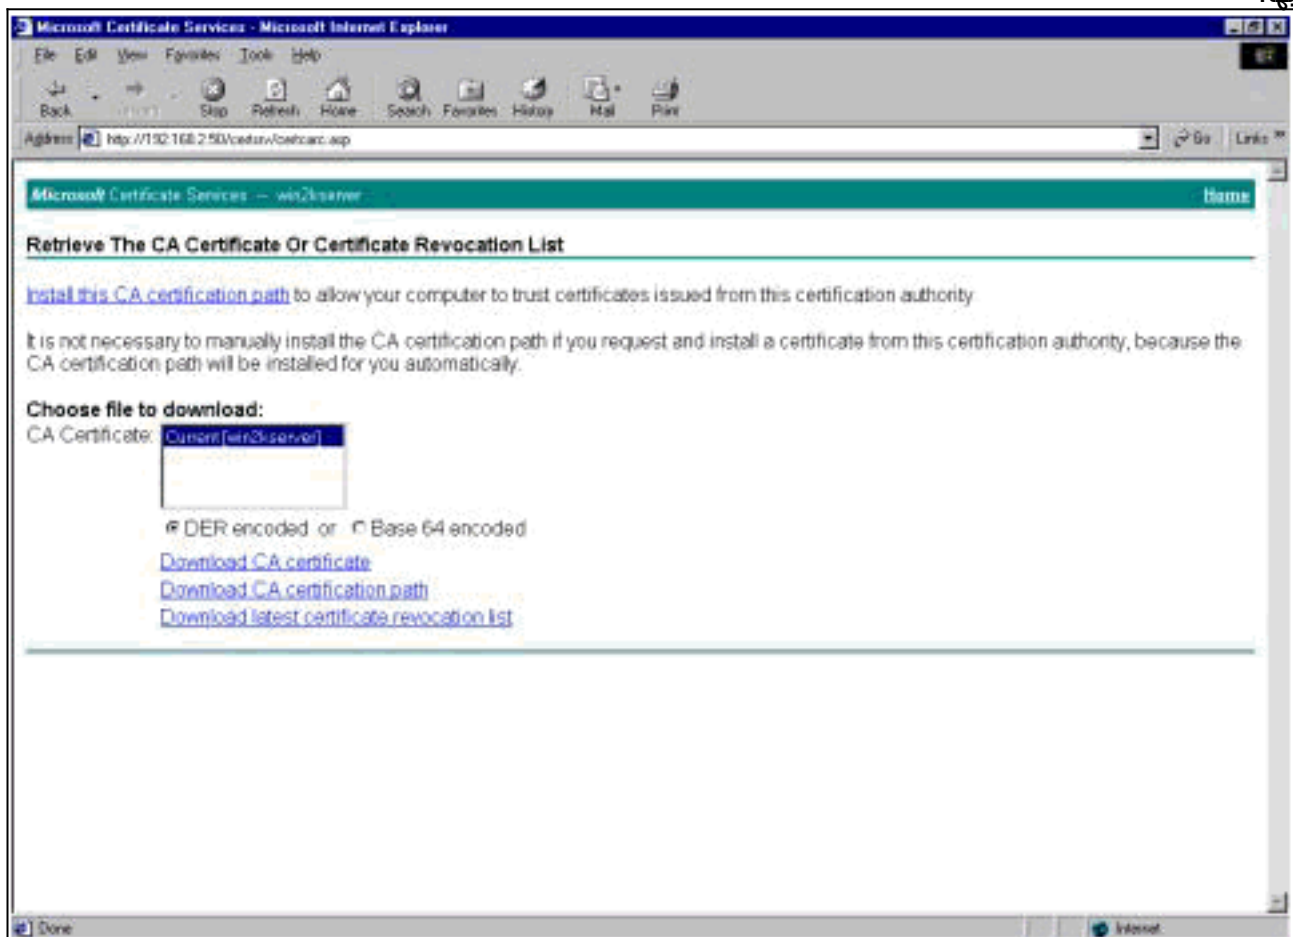 Microsoft Certificate Services - Microsoft Internet Explorer
File Edit View Favorites Tools Help
Back Stop Refresh Home Search Favorites History Mail Print
Address http://192.168.2.50/certsrv/certcarc.asp Go Links »
Microsoft Certificate Services -- win2kserver Home
Retrieve The CA Certificate Or Certificate Revocation List
Install this CA certification path to allow your computer to trust certificates issued from this certification authority.
It is not necessary to manually install the CA certification path if you request and install a certificate from this certification authority, because the
CA certification path will be installed for you automatically.
Choose file to download:
CA Certificate: Current [win2kserver]
DER encoded or Base 64 encoded
Download CA certificate
Download CA certification path
Download latest certificate revocation list
Done Internet